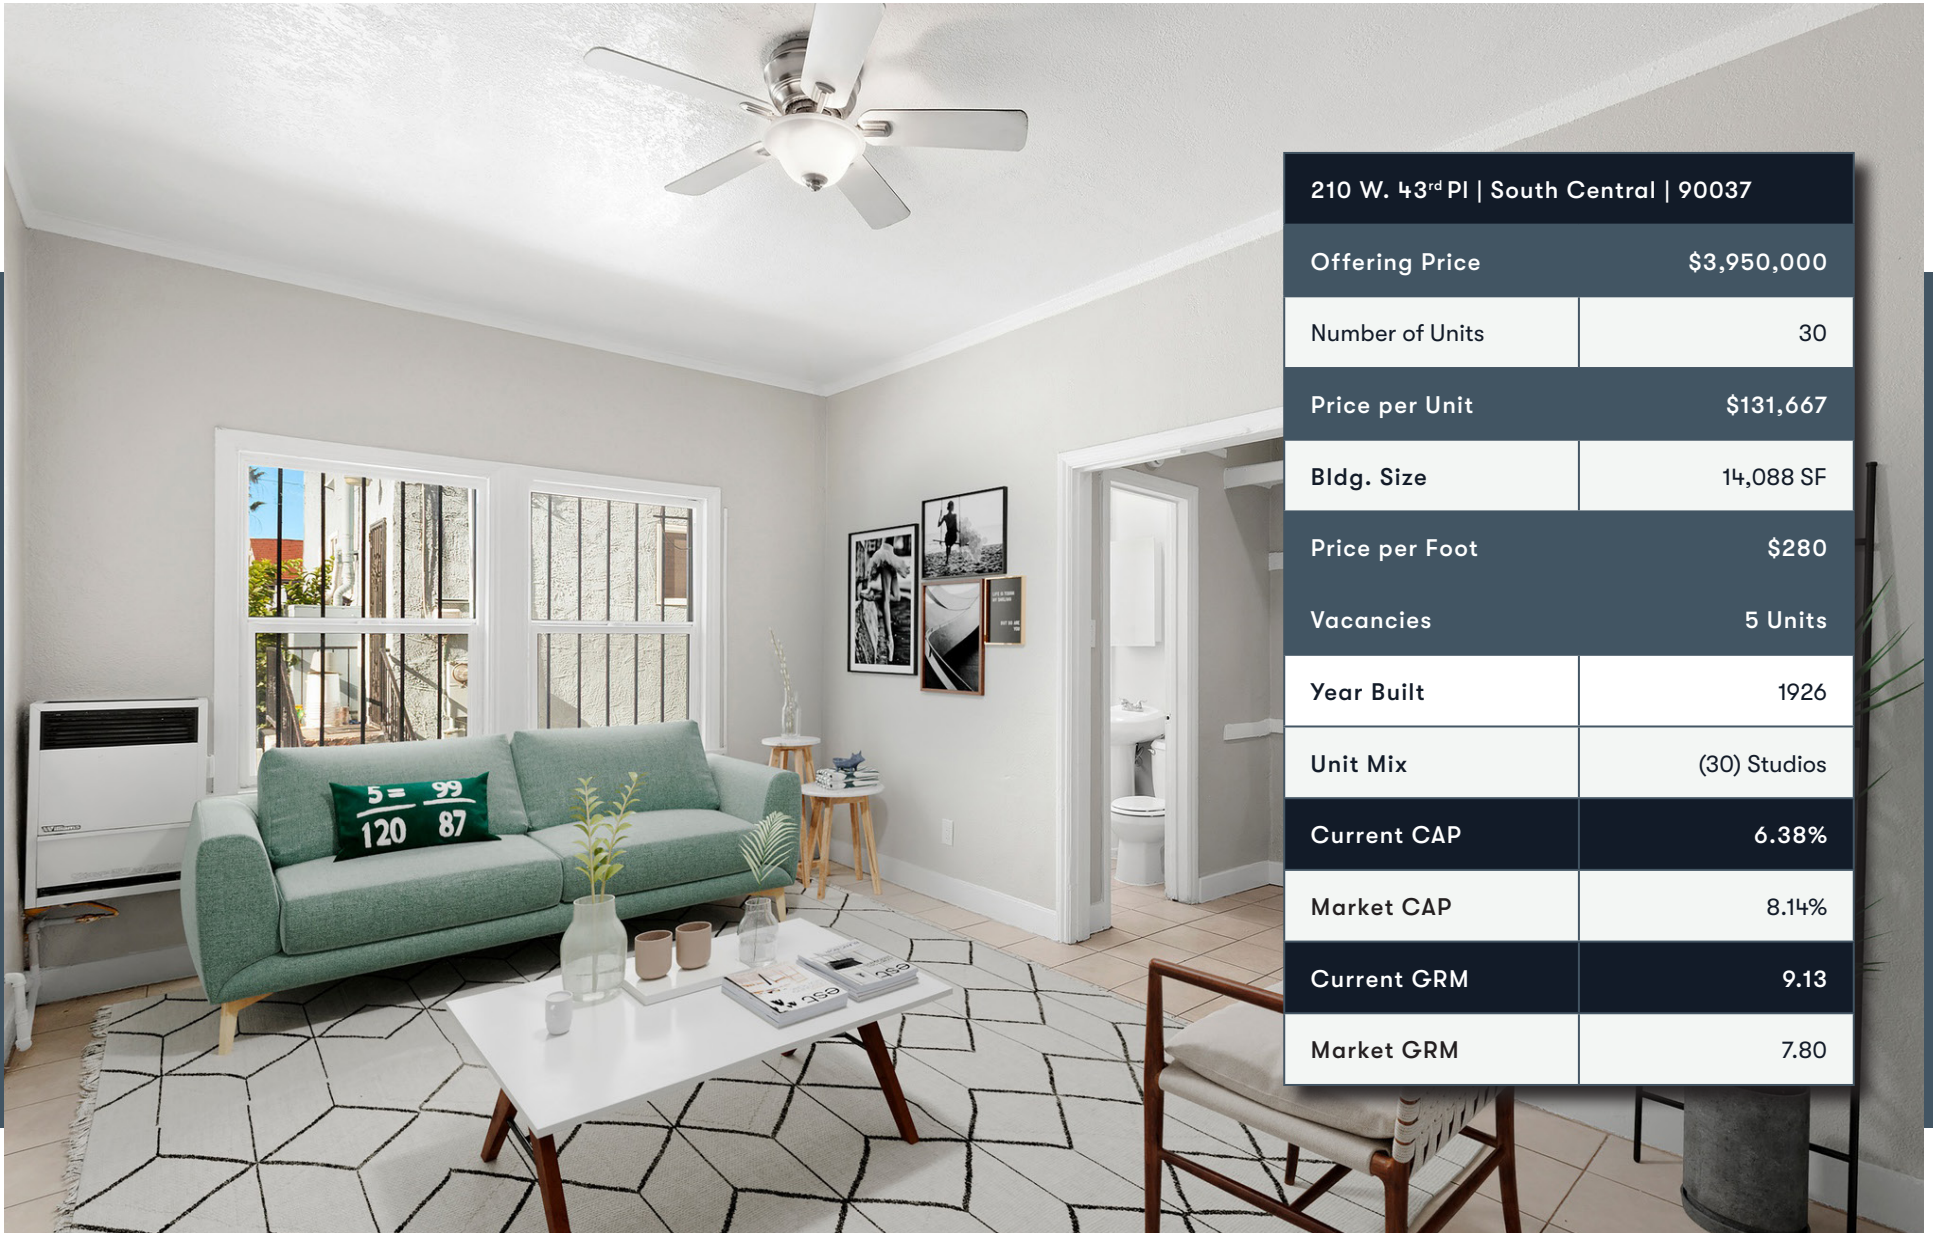 210 W. 43rd Pl | South Central | 90037
Offering Price $3,950,000
Number of Units 30
Price per Unit $131,667
Bldg. Size 14,088 SF
Price per Foot $280
Vacancies 5 Units
Year Built 1926
Unit Mix (30) Studios
Current CAP 6.38%
Market CAP 8.14%
Current GRM 9.13
Market GRM 7.80
5 = 99
120 87
Williams
est
est